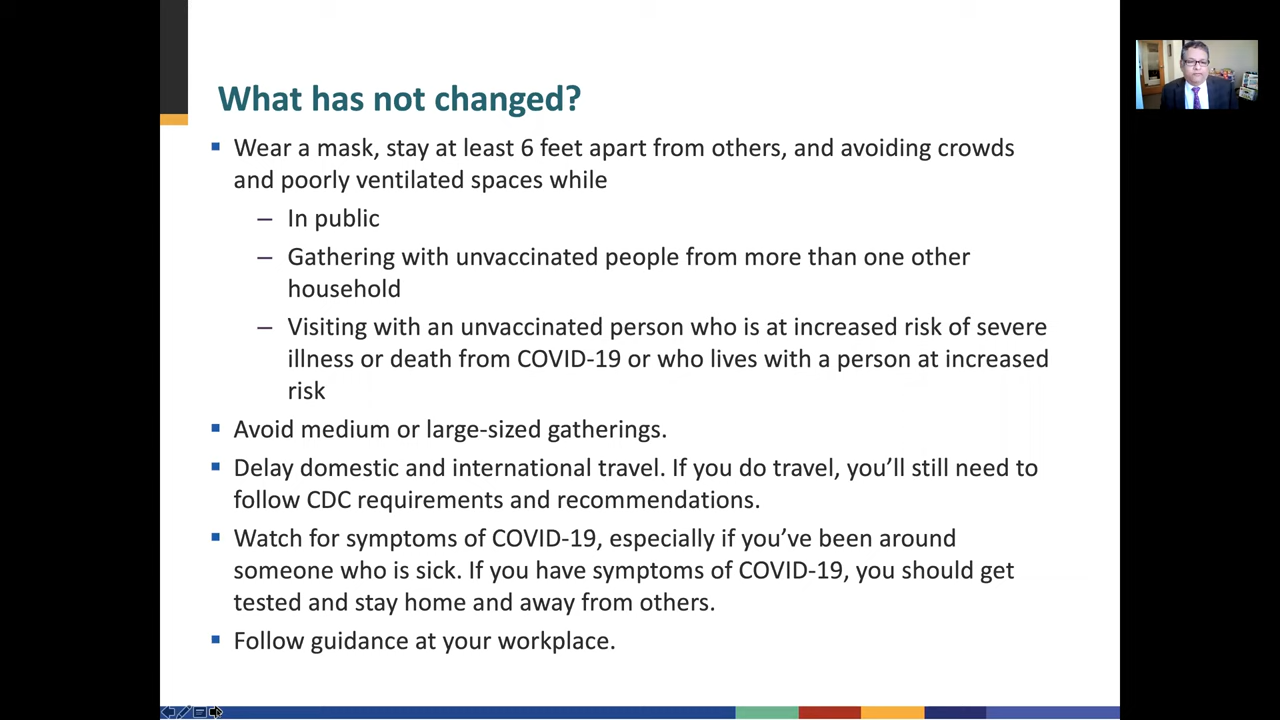 What has not changed?
Wear a mask, stay at least 6 feet apart from others, and avoiding crowds
and poorly ventilated spaces while
– In public
– Gathering with unvaccinated people from more than one other
household
– Visiting with an unvaccinated person who is at increased risk of severe
illness or death from COVID-19 or who lives with a person at increased
risk
Avoid medium or large-sized gatherings.
Delay domestic and international travel. If you do travel, you’ll still need to
follow CDC requirements and recommendations.
Watch for symptoms of COVID-19, especially if you’ve been around
someone who is sick. If you have symptoms of COVID-19, you should get
tested and stay home and away from others.
Follow guidance at your workplace.